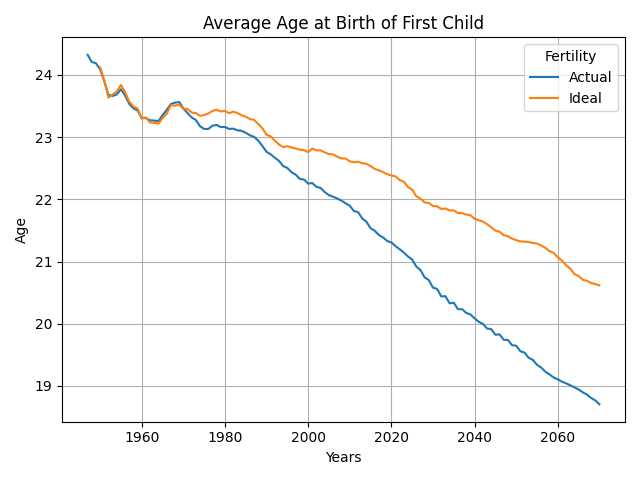 Average Age at Birth of First Child
Fertility
Actual
Ideal
Age
24
23
22
21
20
19
1960 1980 2000 2020 2040 2060
Years